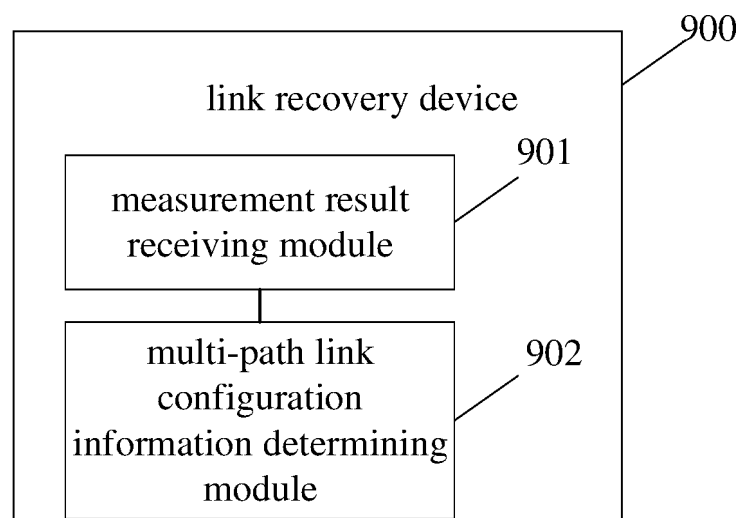 900
link recovery device
901
measurement result
receiving module
902
multi-path link
configuration
information determining
module